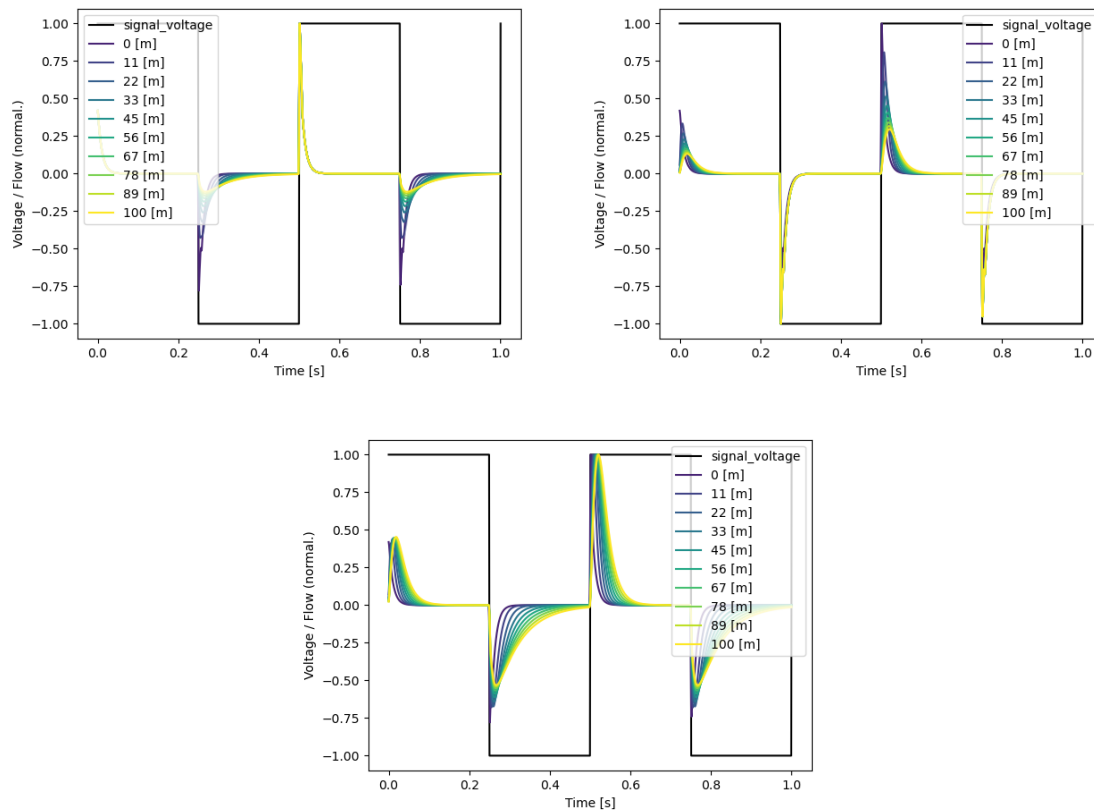 Voltage / Flow (normal.)
1.00
0.75
0.50
0.25
0.00
−0.25
−0.50
−0.75
−1.00
signal_voltage
0 [m]
11 [m]
22 [m]
33 [m]
45 [m]
56 [m]
67 [m]
78 [m]
89 [m]
100 [m]
0.0 0.2 0.4 0.6 0.8 1.0
Time [s]
Voltage / Flow (normal.)
1.00
0.75
0.50
0.25
0.00
−0.25
−0.50
−0.75
−1.00
signal_voltage
0 [m]
11 [m]
22 [m]
33 [m]
45 [m]
56 [m]
67 [m]
78 [m]
89 [m]
100 [m]
0.0 0.2 0.4 0.6 0.8 1.0
Time [s]
Voltage / Flow (normal.)
1.00
0.75
0.50
0.25
0.00
−0.25
−0.50
−0.75
−1.00
signal_voltage
0 [m]
11 [m]
22 [m]
33 [m]
45 [m]
56 [m]
67 [m]
78 [m]
89 [m]
100 [m]
0.0 0.2 0.4 0.6 0.8 1.0
Time [s]